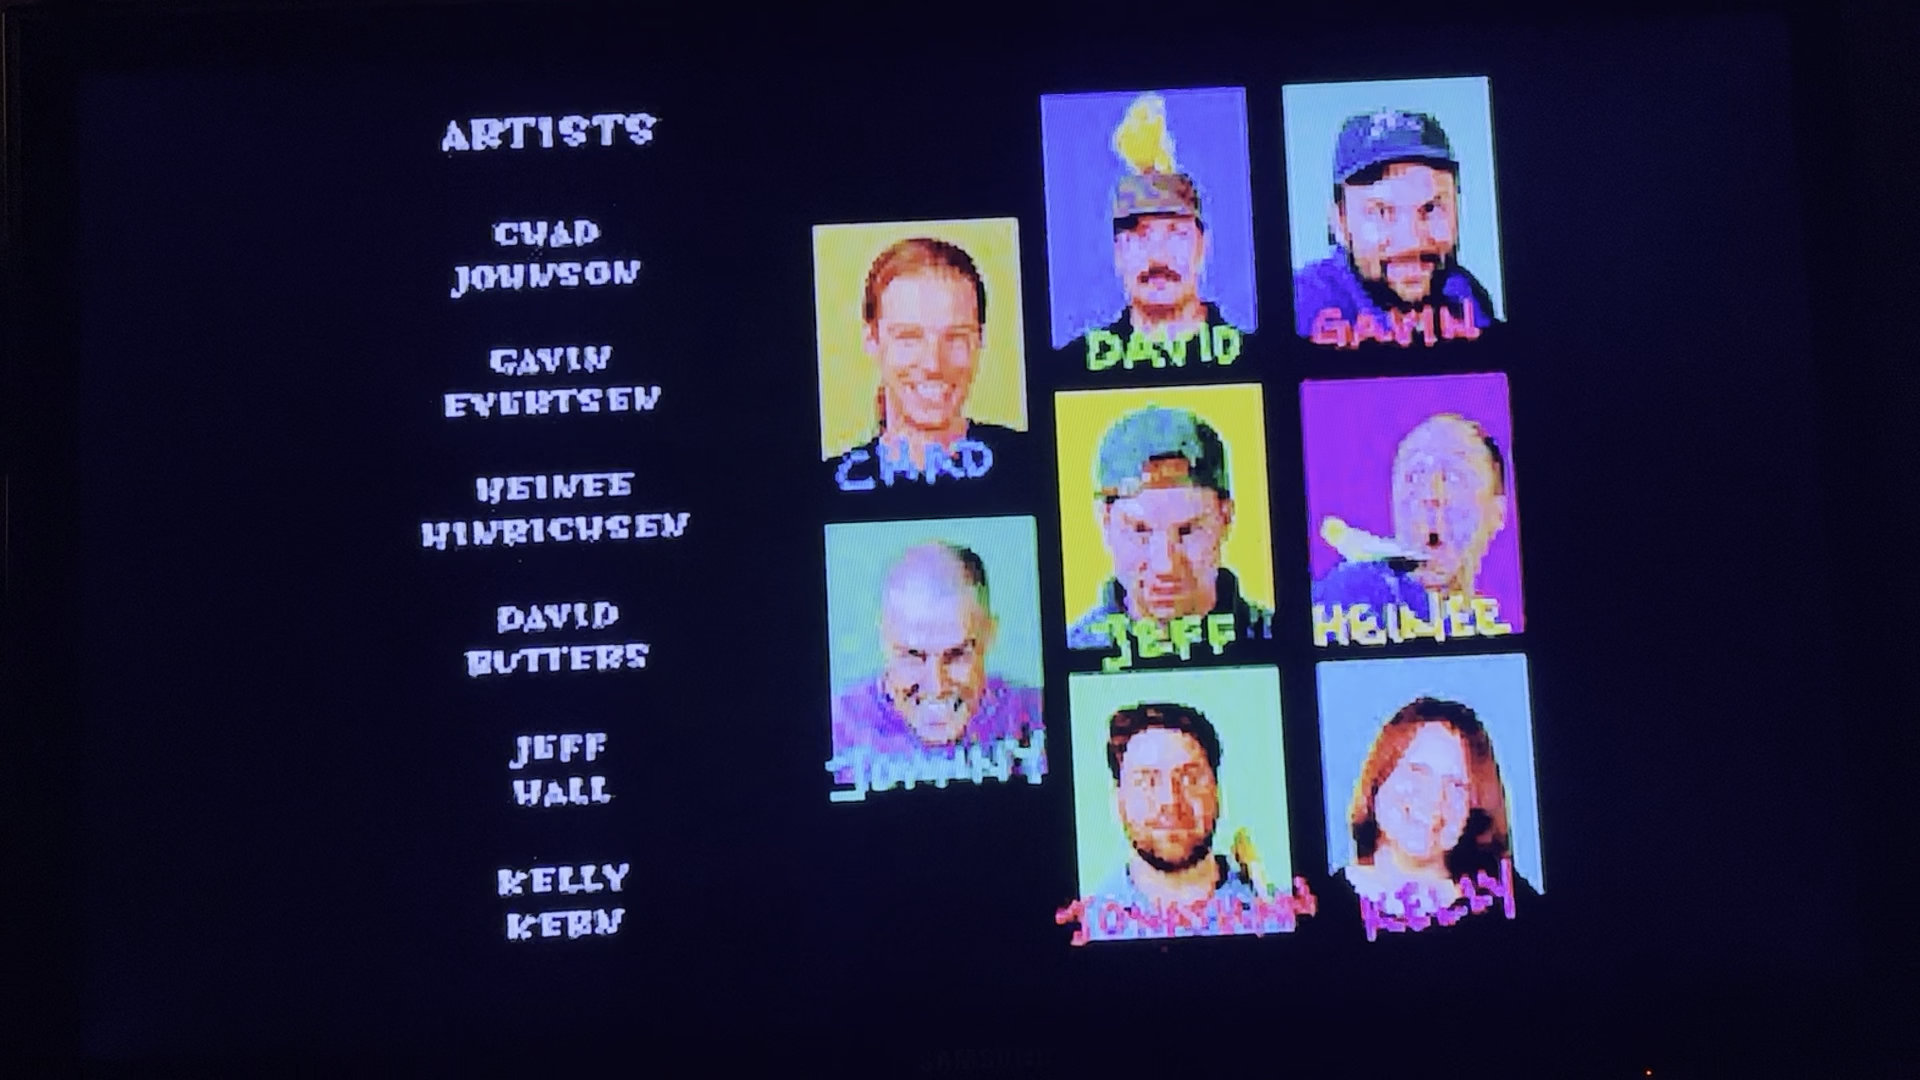 ARTISTS
CHAD
JOHNSON
GAVIN
EVERTSEN
HEINEE
HINRICHSEN
DAVID
BUTTERS
JEFF
HALL
KELLY
KERN
DAVID
GAVIN
CHAD
JEFF
HEINEE
JOHNNY
JONATHAN
KELLY